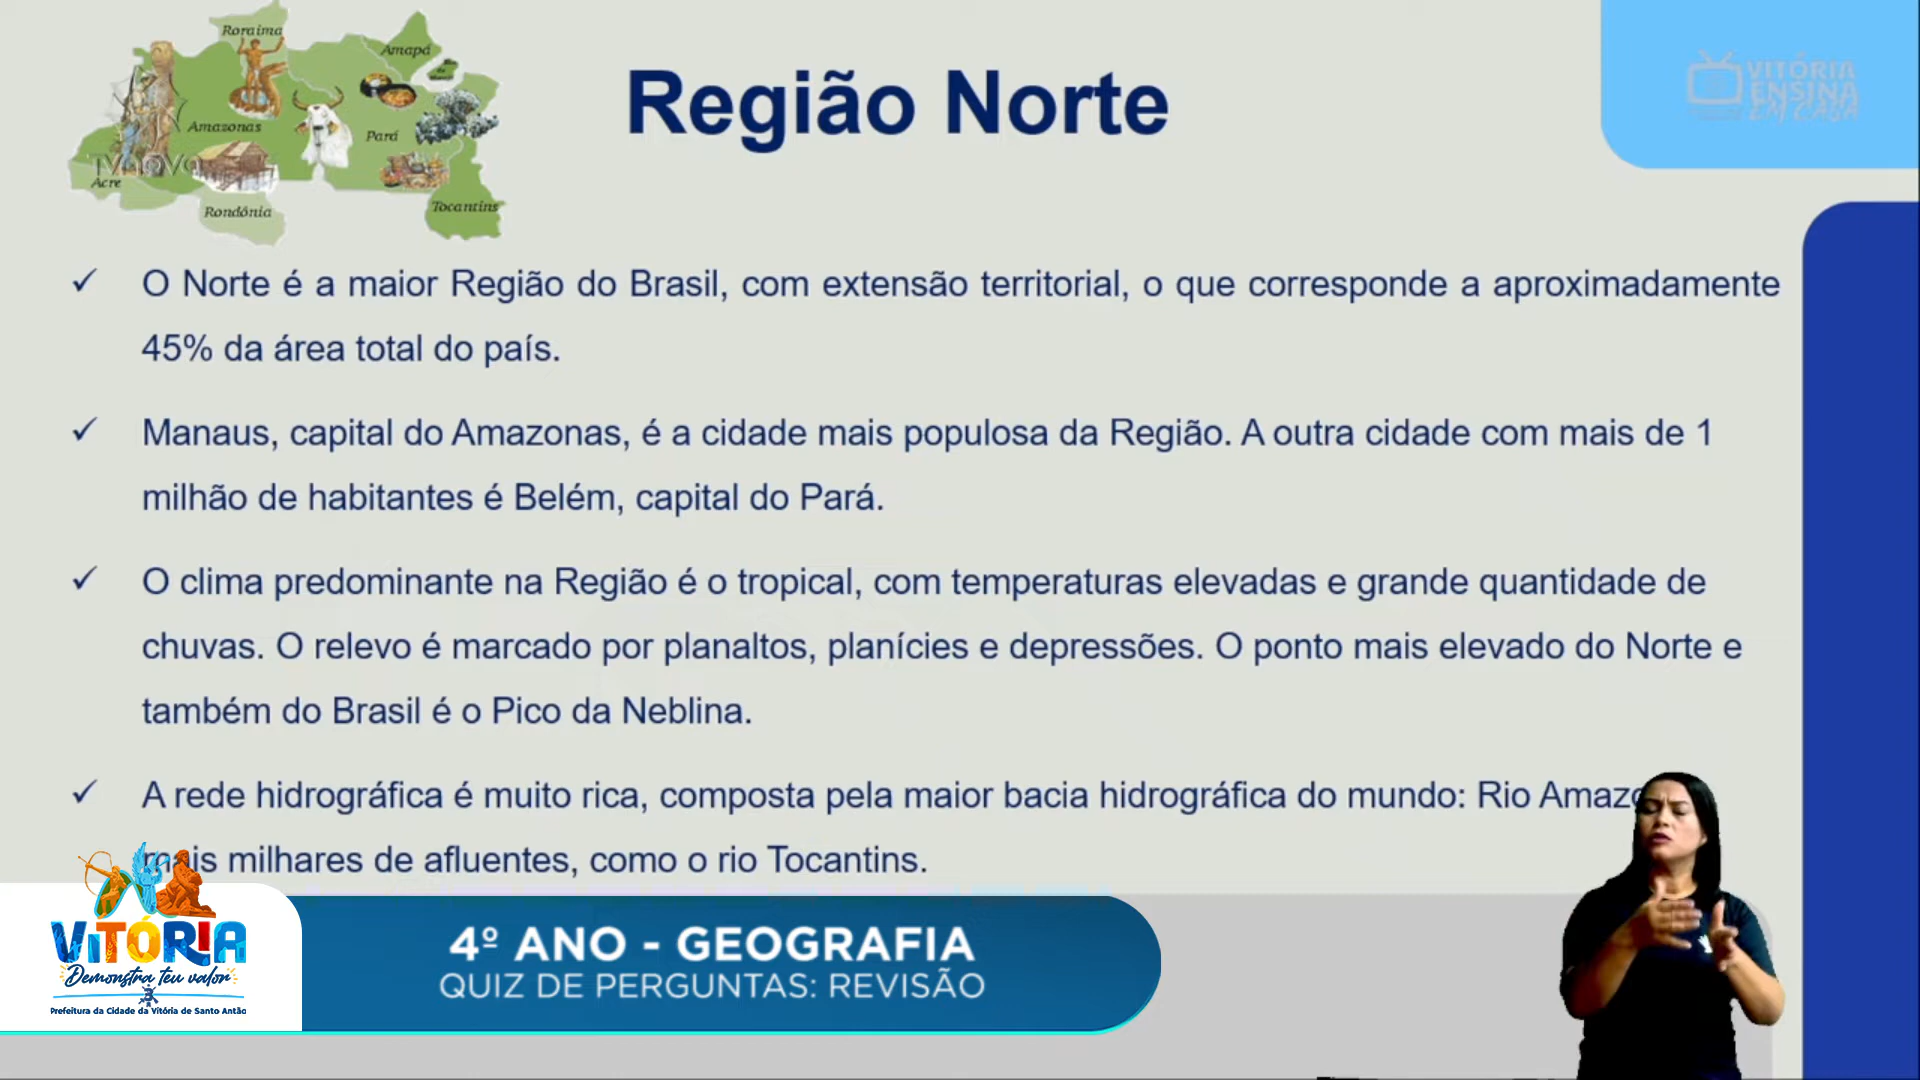 Roraima
Amapá
Amazonas
Pará
Acre
Rondônia
Tocantins
Região Norte
VITÓRIA
ENSINA
EM CASA
✓ O Norte é a maior Região do Brasil, com extensão territorial, o que corresponde a aproximadamente
45% da área total do país.
✓ Manaus, capital do Amazonas, é a cidade mais populosa da Região. A outra cidade com mais de 1
milhão de habitantes é Belém, capital do Pará.
✓ O clima predominante na Região é o tropical, com temperaturas elevadas e grande quantidade de
chuvas. O relevo é marcado por planaltos, planícies e depressões. O ponto mais elevado do Norte e
também do Brasil é o Pico da Neblina.
✓ A rede hidrográfica é muito rica, composta pela maior bacia hidrográfica do mundo: Rio Amazo
mais milhares de afluentes, como o rio Tocantins.
4º ANO - GEOGRAFIA
QUIZ DE PERGUNTAS: REVISÃO
VITÓRIA
Demonstra teu valor
Prefeitura da Cidade da Vitória de Santo Antão